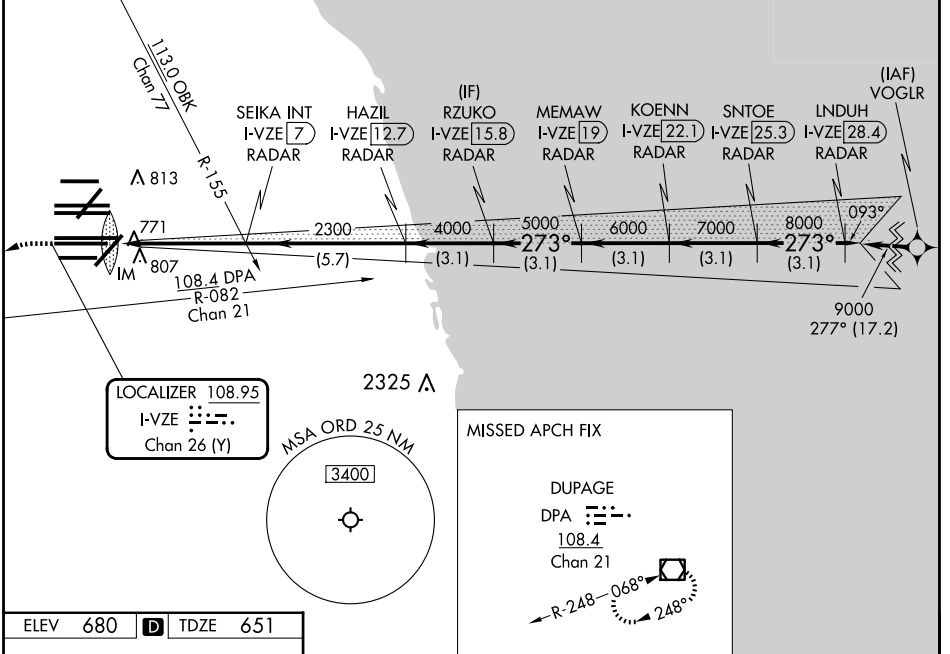 113.0 OBK
Chan 77
R-155
SEIKA INT
I-VZE 7
RADAR
HAZIL
I-VZE 12.7
RADAR
(IF)
RZUKO
I-VZE 15.8
RADAR
MEMAW
I-VZE 19
RADAR
KOENN
I-VZE 22.1
RADAR
SNTOE
I-VZE 25.3
RADAR
LNDUH
I-VZE 28.4
RADAR
(IAF)
VOGLR
813
771
807
IM
2300
4000
5000
6000
7000
8000
093°
273°
273°
(5.7)
(3.1)
(3.1)
(3.1)
(3.1)
(3.1)
9000
277° (17.2)
108.4 DPA
R-082
Chan 21
LOCALIZER 108.95
I-VZE
Chan 26 (Y)
2325
MSA ORD 25 NM
3400
MISSED APCH FIX
DUPAGE
DPA
108.4
Chan 21
R-248
068°
248°
ELEV 680 D TDZE 651